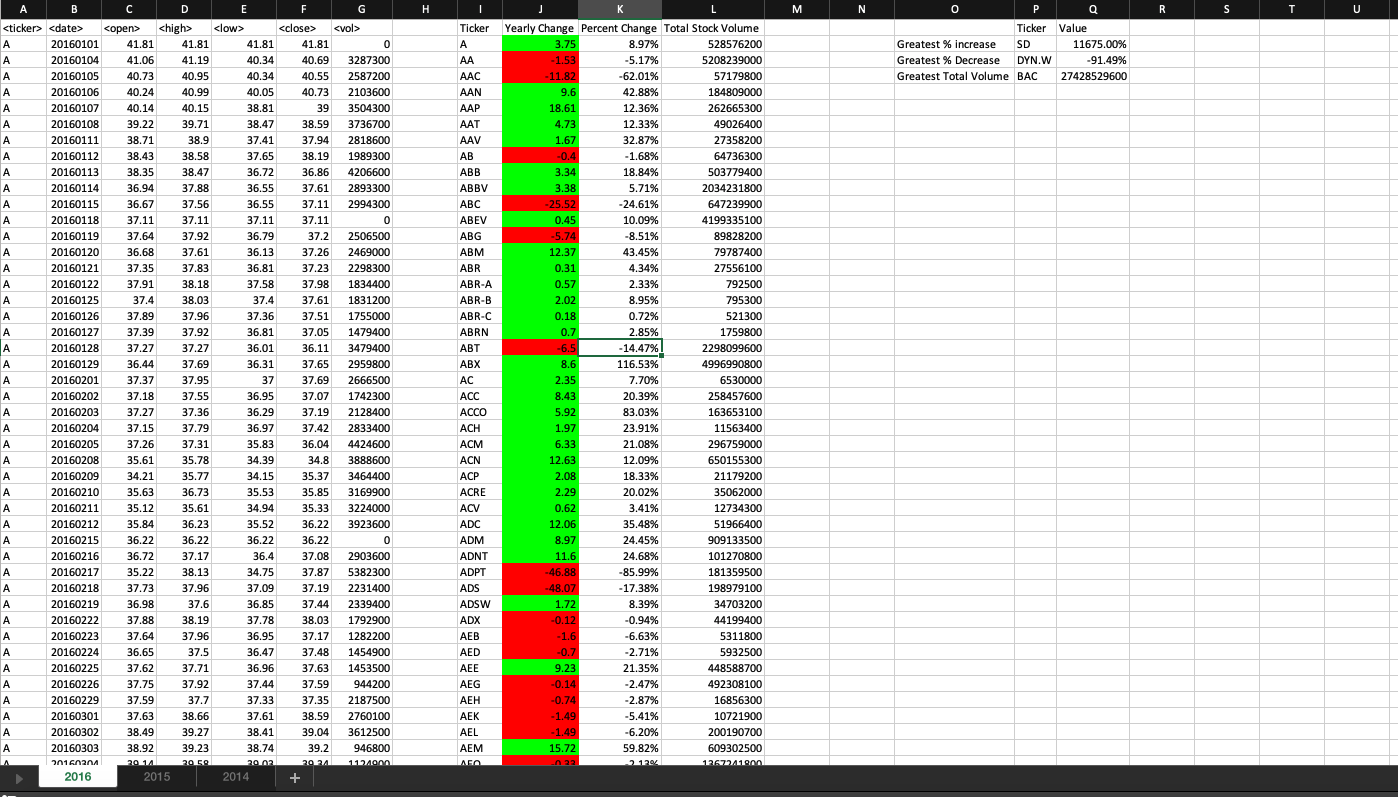 A B C D E F G H I J K L M N O P Q R S T U
<ticker> <date> <open> <high> <low> <close> <vol> Ticker Yearly Change Percent Change Total Stock Volume Ticker Value
A 20160101 41.81 41.81 41.81 41.81 0 A 3.75 8.97% 528576200 Greatest % increase SD 11675.00%
A 20160104 41.06 41.19 40.34 40.69 3287300 AA -1.53 -5.17% 5208239000 Greatest % Decrease DYN.W -91.49%
A 20160105 40.73 40.95 40.34 40.55 2587200 AAC -11.82 -62.01% 57179800 Greatest Total Volume BAC 27428529600
A 20160106 40.24 40.99 40.05 40.73 2103600 AAN 9.6 42.88% 184809000
A 20160107 40.14 40.15 38.81 39 3504300 AAP 18.61 12.36% 262665300
A 20160108 39.22 39.71 38.47 38.59 3736700 AAT 4.73 12.33% 49026400
A 20160111 38.71 38.9 37.41 37.94 2818600 AAV 1.67 32.87% 27358200
A 20160112 38.43 38.58 37.65 38.19 1989300 AB -0.4 -1.68% 64736300
A 20160113 38.35 38.47 36.72 36.86 4206600 ABB 3.34 18.84% 503779400
A 20160114 36.94 37.88 36.55 37.61 2893300 ABBV 3.38 5.71% 2034231800
A 20160115 36.67 37.56 36.55 37.11 2994300 ABC -25.52 -24.61% 647239900
A 20160118 37.11 37.11 37.11 37.11 0 ABEV 0.45 10.09% 4199335100
A 20160119 37.64 37.92 36.79 37.2 2506500 ABG -5.74 -8.51% 89828200
A 20160120 36.68 37.61 36.13 37.26 2469000 ABM 12.37 43.45% 79787400
A 20160121 37.35 37.83 36.81 37.23 2298300 ABR 0.31 4.34% 27556100
A 20160122 37.91 38.18 37.58 37.98 1834400 ABR-A 0.57 2.33% 792500
A 20160125 37.4 38.03 37.4 37.61 1831200 ABR-B 2.02 8.95% 795300
A 20160126 37.89 37.96 37.36 37.51 1755000 ABR-C 0.18 0.72% 521300
A 20160127 37.39 37.92 36.81 37.05 1479400 ABRN 0.7 2.85% 1759800
A 20160128 37.27 37.27 36.01 36.11 3479400 ABT -6.5 -14.47% 2298099600
A 20160129 36.44 37.69 36.31 37.65 2959800 ABX 8.6 116.53% 4996990800
A 20160201 37.37 37.95 37 37.69 2666500 AC 2.35 7.70% 6530000
A 20160202 37.18 37.55 36.95 37.07 1742300 ACC 8.43 20.39% 258457600
A 20160203 37.27 37.36 36.29 37.19 2128400 ACCO 5.92 83.03% 163653100
A 20160204 37.15 37.79 36.97 37.42 2833400 ACH 1.97 23.91% 11563400
A 20160205 37.26 37.31 35.83 36.04 4424600 ACM 6.33 21.08% 296759000
A 20160208 35.61 35.78 34.39 34.8 3888600 ACN 12.63 12.09% 650155300
A 20160209 34.21 35.77 34.15 35.37 3464400 ACP 2.08 18.33% 21179200
A 20160210 35.63 36.73 35.53 35.85 3169900 ACRE 2.29 20.02% 35062000
A 20160211 35.12 35.61 34.94 35.33 3224000 ACV 0.62 3.41% 12734300
A 20160212 35.84 36.23 35.52 36.22 3923600 ADC 12.06 35.48% 51966400
A 20160215 36.22 36.22 36.22 36.22 0 ADM 8.97 24.45% 909133500
A 20160216 36.72 37.17 36.4 37.08 2903600 ADNT 11.6 24.68% 101270800
A 20160217 35.22 38.13 34.75 37.87 5382300 ADPT -46.88 -85.99% 181359500
A 20160218 37.73 37.96 37.09 37.19 2231400 ADS -48.07 -17.38% 198979100
A 20160219 36.98 37.6 36.85 37.44 2339400 ADSW 1.72 8.39% 34703200
A 20160222 37.88 38.19 37.78 38.03 1792900 ADX -0.12 -0.94% 44199400
A 20160223 37.64 37.96 36.95 37.17 1282200 AEB -1.6 -6.63% 5311800
A 20160224 36.65 37.5 36.47 37.48 1454900 AED -0.7 -2.71% 5932500
A 20160225 37.62 37.71 36.96 37.63 1453500 AEE 9.23 21.35% 448588700
A 20160226 37.75 37.92 37.44 37.59 944200 AEG -0.14 -2.47% 492308100
A 20160229 37.59 37.7 37.33 37.35 2187500 AEH -0.74 -2.87% 16856300
A 20160301 37.63 38.66 37.61 38.59 2760100 AEK -1.49 -5.41% 10721900
A 20160302 38.49 39.27 38.41 39.04 3612500 AEL -1.49 -6.20% 200190700
A 20160303 38.92 39.23 38.74 39.2 946800 AEM 15.72 59.82% 609302500
A 20160304 39.14 39.58 39.03 39.34 1124900 AEO -0.33 -2.13% 1367241800
2016 2015 2014 +